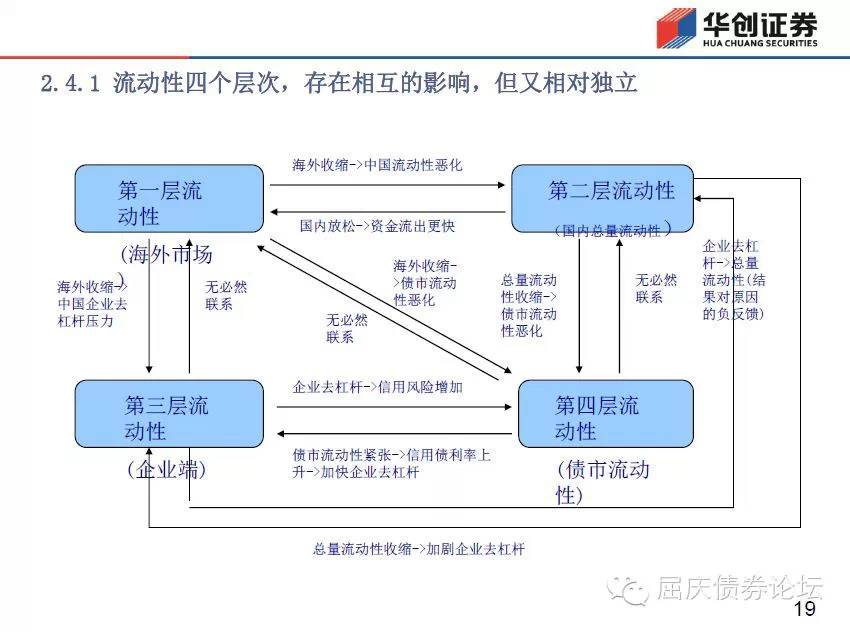 华创证券
HUA CHUANG SECURITIES
2.4.1 流动性四个层次，存在相互的影响，但又相对独立
海外收缩->中国流动性恶化
第一层流
动性
(海外市场
)
第二层流动性
（国内总量流动性）
国内放松->资金流出更快
海外收缩->
中国企业去
杠杆压力
无必然
联系
海外收缩-
>债市流动
性恶化
无必然
联系
总量流动
性收缩->
债市流动
性恶化
无必然
联系
企业去杠
杆->总量
流动性(结
果对原因
的负反馈)
第三层流
动性
(企业端)
企业去杠杆->信用风险增加
债市流动性紧张->信用债利率上
升->加快企业去杠杆
第四层流
动性
(债市流动
性)
总量流动性收缩->加剧企业去杠杆
屈庆债券论坛
19